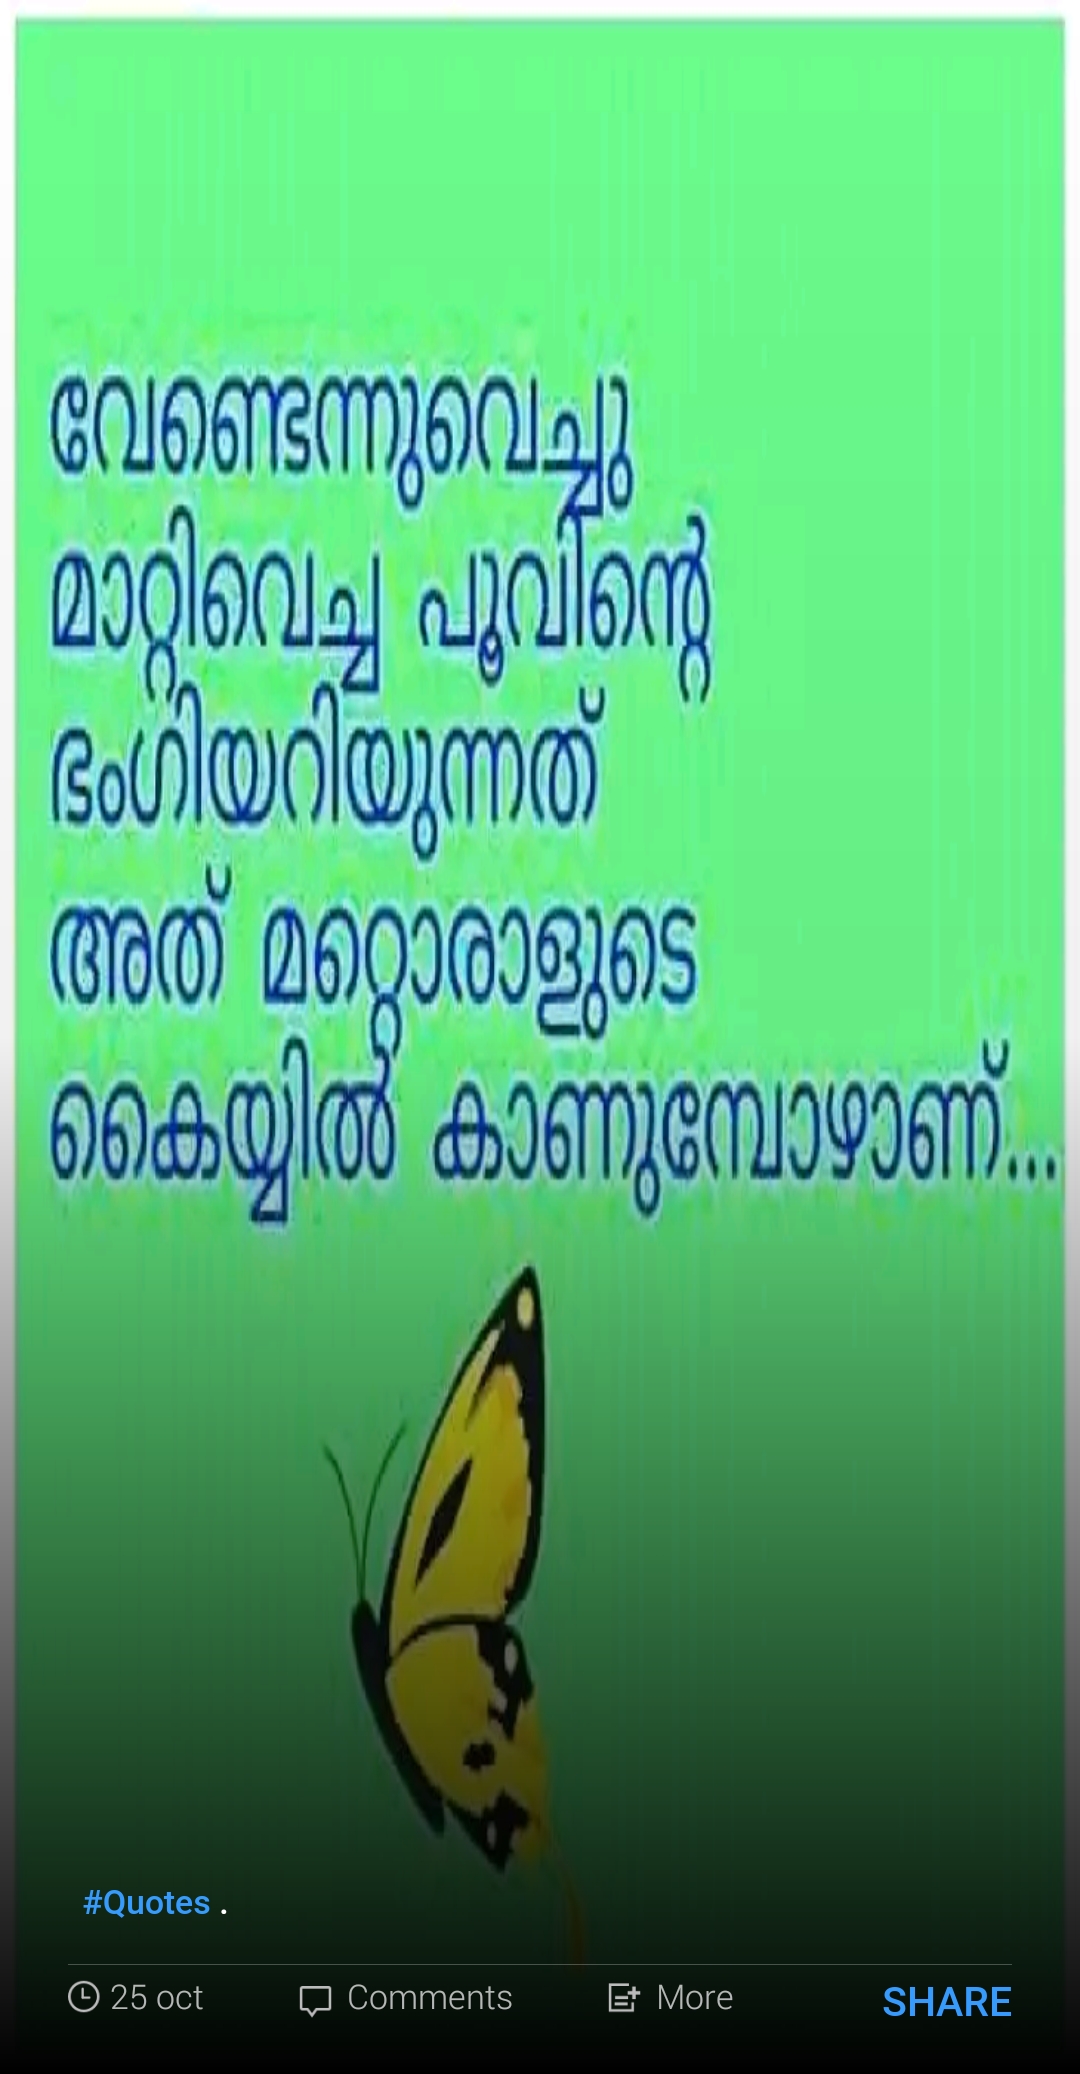 വേണ്ടെന്നുവെച്ചു
മാറ്റിവെച്ച പൂവിന്റെ
ഭംഗിയറിയുന്നത്
അത് മറ്റൊരാളുടെ
കൈയ്യിൽ കാണുമ്പോഴാണ്...
#Quotes .
25 oct Comments More SHARE